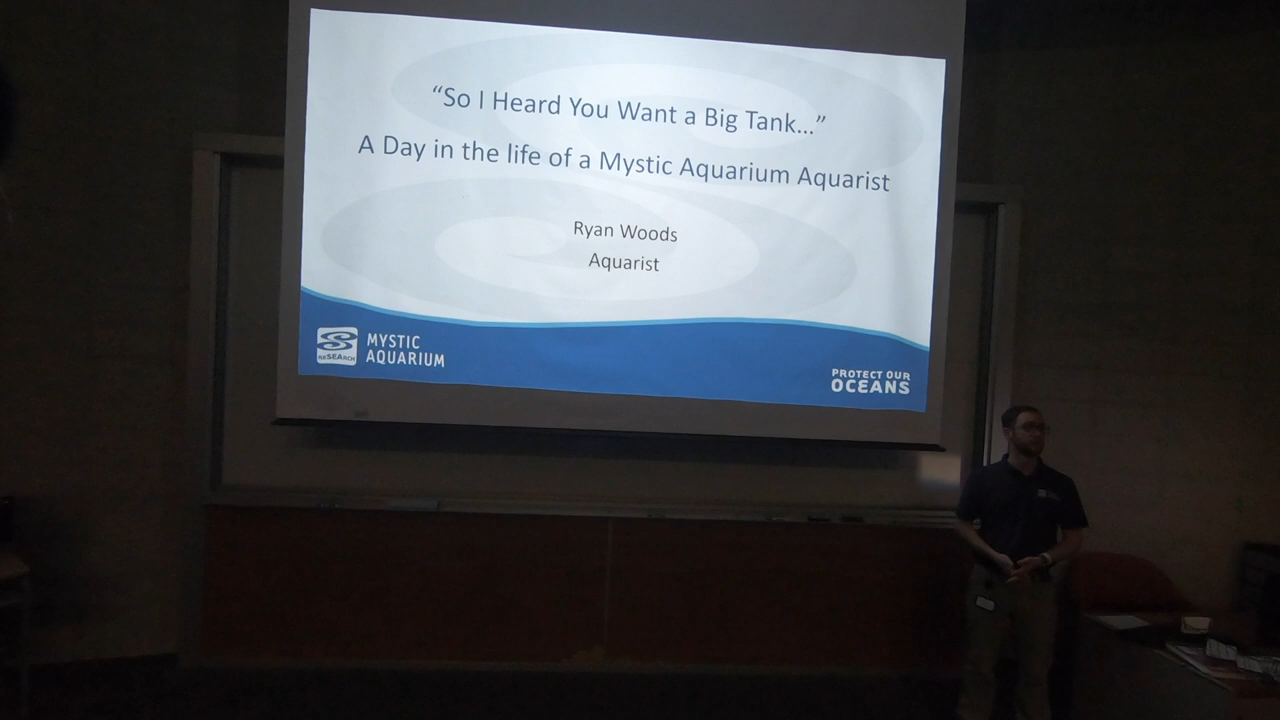 “So I Heard You Want a Big Tank...”
A Day in the life of a Mystic Aquarium Aquarist
Ryan Woods
Aquarist
reSEArch
MYSTIC
AQUARIUM
PROTECT OUR
OCEANS